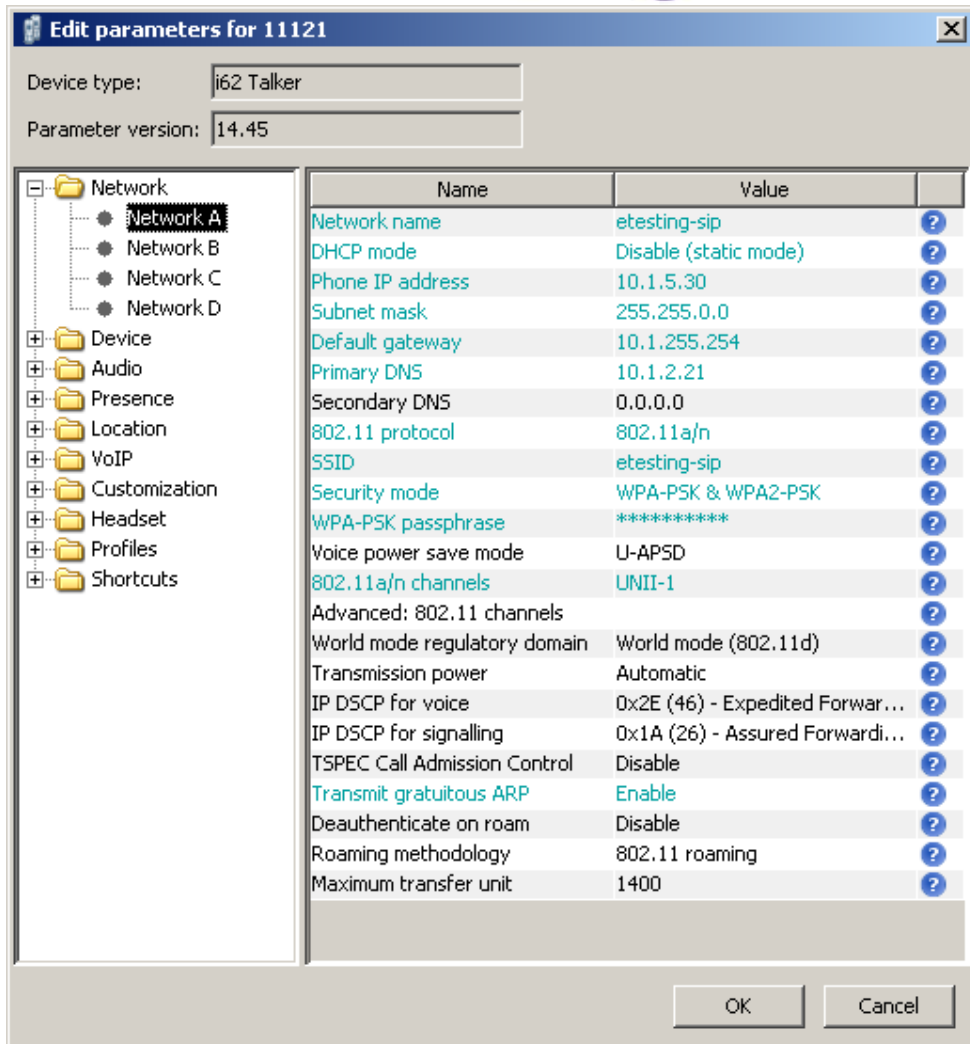 Edit parameters for 11121
Device type: i62 Talker
Parameter version: 14.45
Network
Network A
Network B
Network C
Network D
Device
Audio
Presence
Location
VoIP
Customization
Headset
Profiles
Shortcuts
Name Value
Network name etesting-sip
DHCP mode Disable (static mode)
Phone IP address 10.1.5.30
Subnet mask 255.255.0.0
Default gateway 10.1.255.254
Primary DNS 10.1.2.21
Secondary DNS 0.0.0.0
802.11 protocol 802.11a/n
SSID etesting-sip
Security mode WPA-PSK & WPA2-PSK
WPA-PSK passphrase **********
Voice power save mode U-APSD
802.11a/n channels UNII-1
Advanced: 802.11 channels
World mode regulatory domain World mode (802.11d)
Transmission power Automatic
IP DSCP for voice 0x2E (46) - Expedited Forwar...
IP DSCP for signalling 0x1A (26) - Assured Forwardi...
TSPEC Call Admission Control Disable
Transmit gratuitous ARP Enable
Deauthenticate on roam Disable
Roaming methodology 802.11 roaming
Maximum transfer unit 1400
OK Cancel